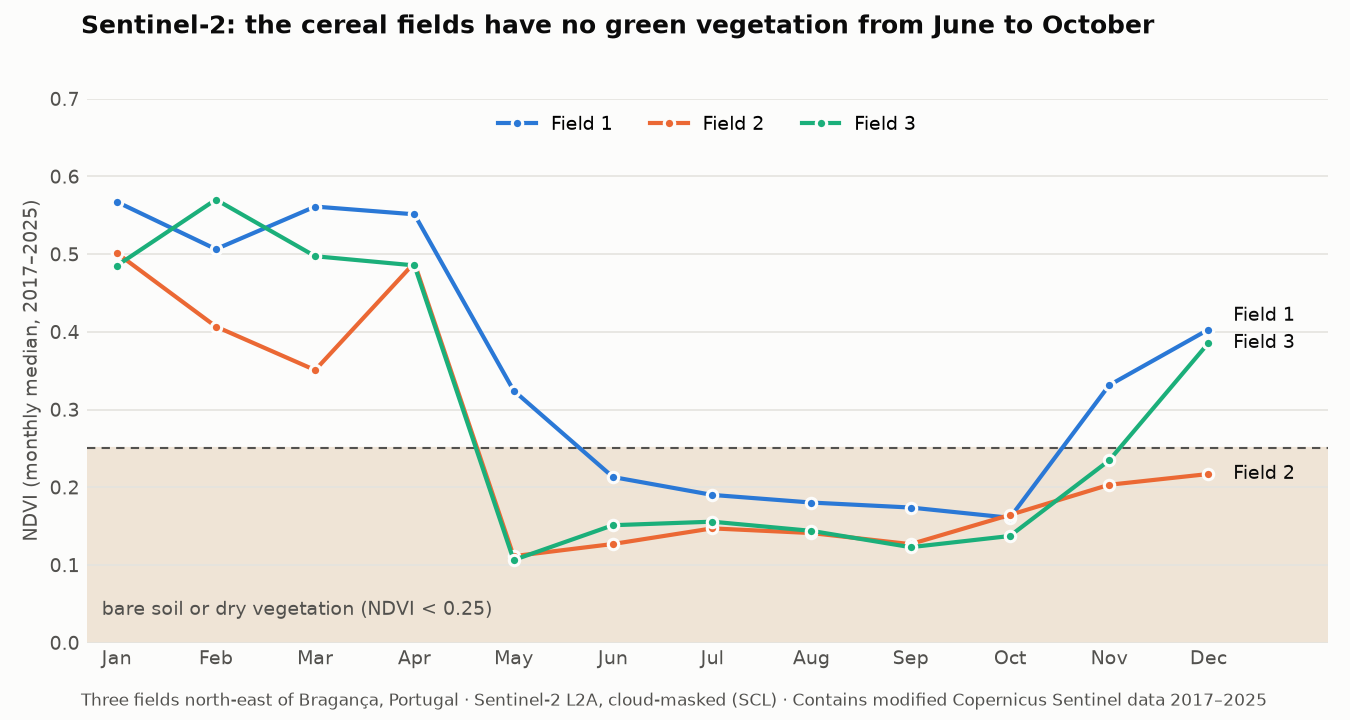 Sentinel-2: the cereal fields have no green vegetation from June to October
NDVI (monthly median, 2017–2025)
0.7
0.6
0.5
0.4
0.3
0.2
0.1
0.0
Field 1 Field 2 Field 3
Field 1
Field 3
Field 2
bare soil or dry vegetation (NDVI < 0.25)
Jan Feb Mar Apr May Jun Jul Aug Sep Oct Nov Dec
Three fields north-east of Bragança, Portugal · Sentinel-2 L2A, cloud-masked (SCL) · Contains modified Copernicus Sentinel data 2017–2025